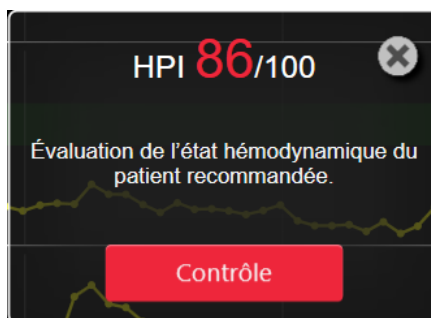 HPI 86/100
Évaluation de l’état hémodynamique du
patient recommandée.
Contrôle